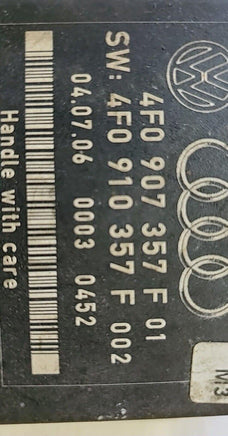 4F0 907 357 F 01
SW: 4F0 910 357 F 002
04.07.06 0003 0452
Handle with care
M3